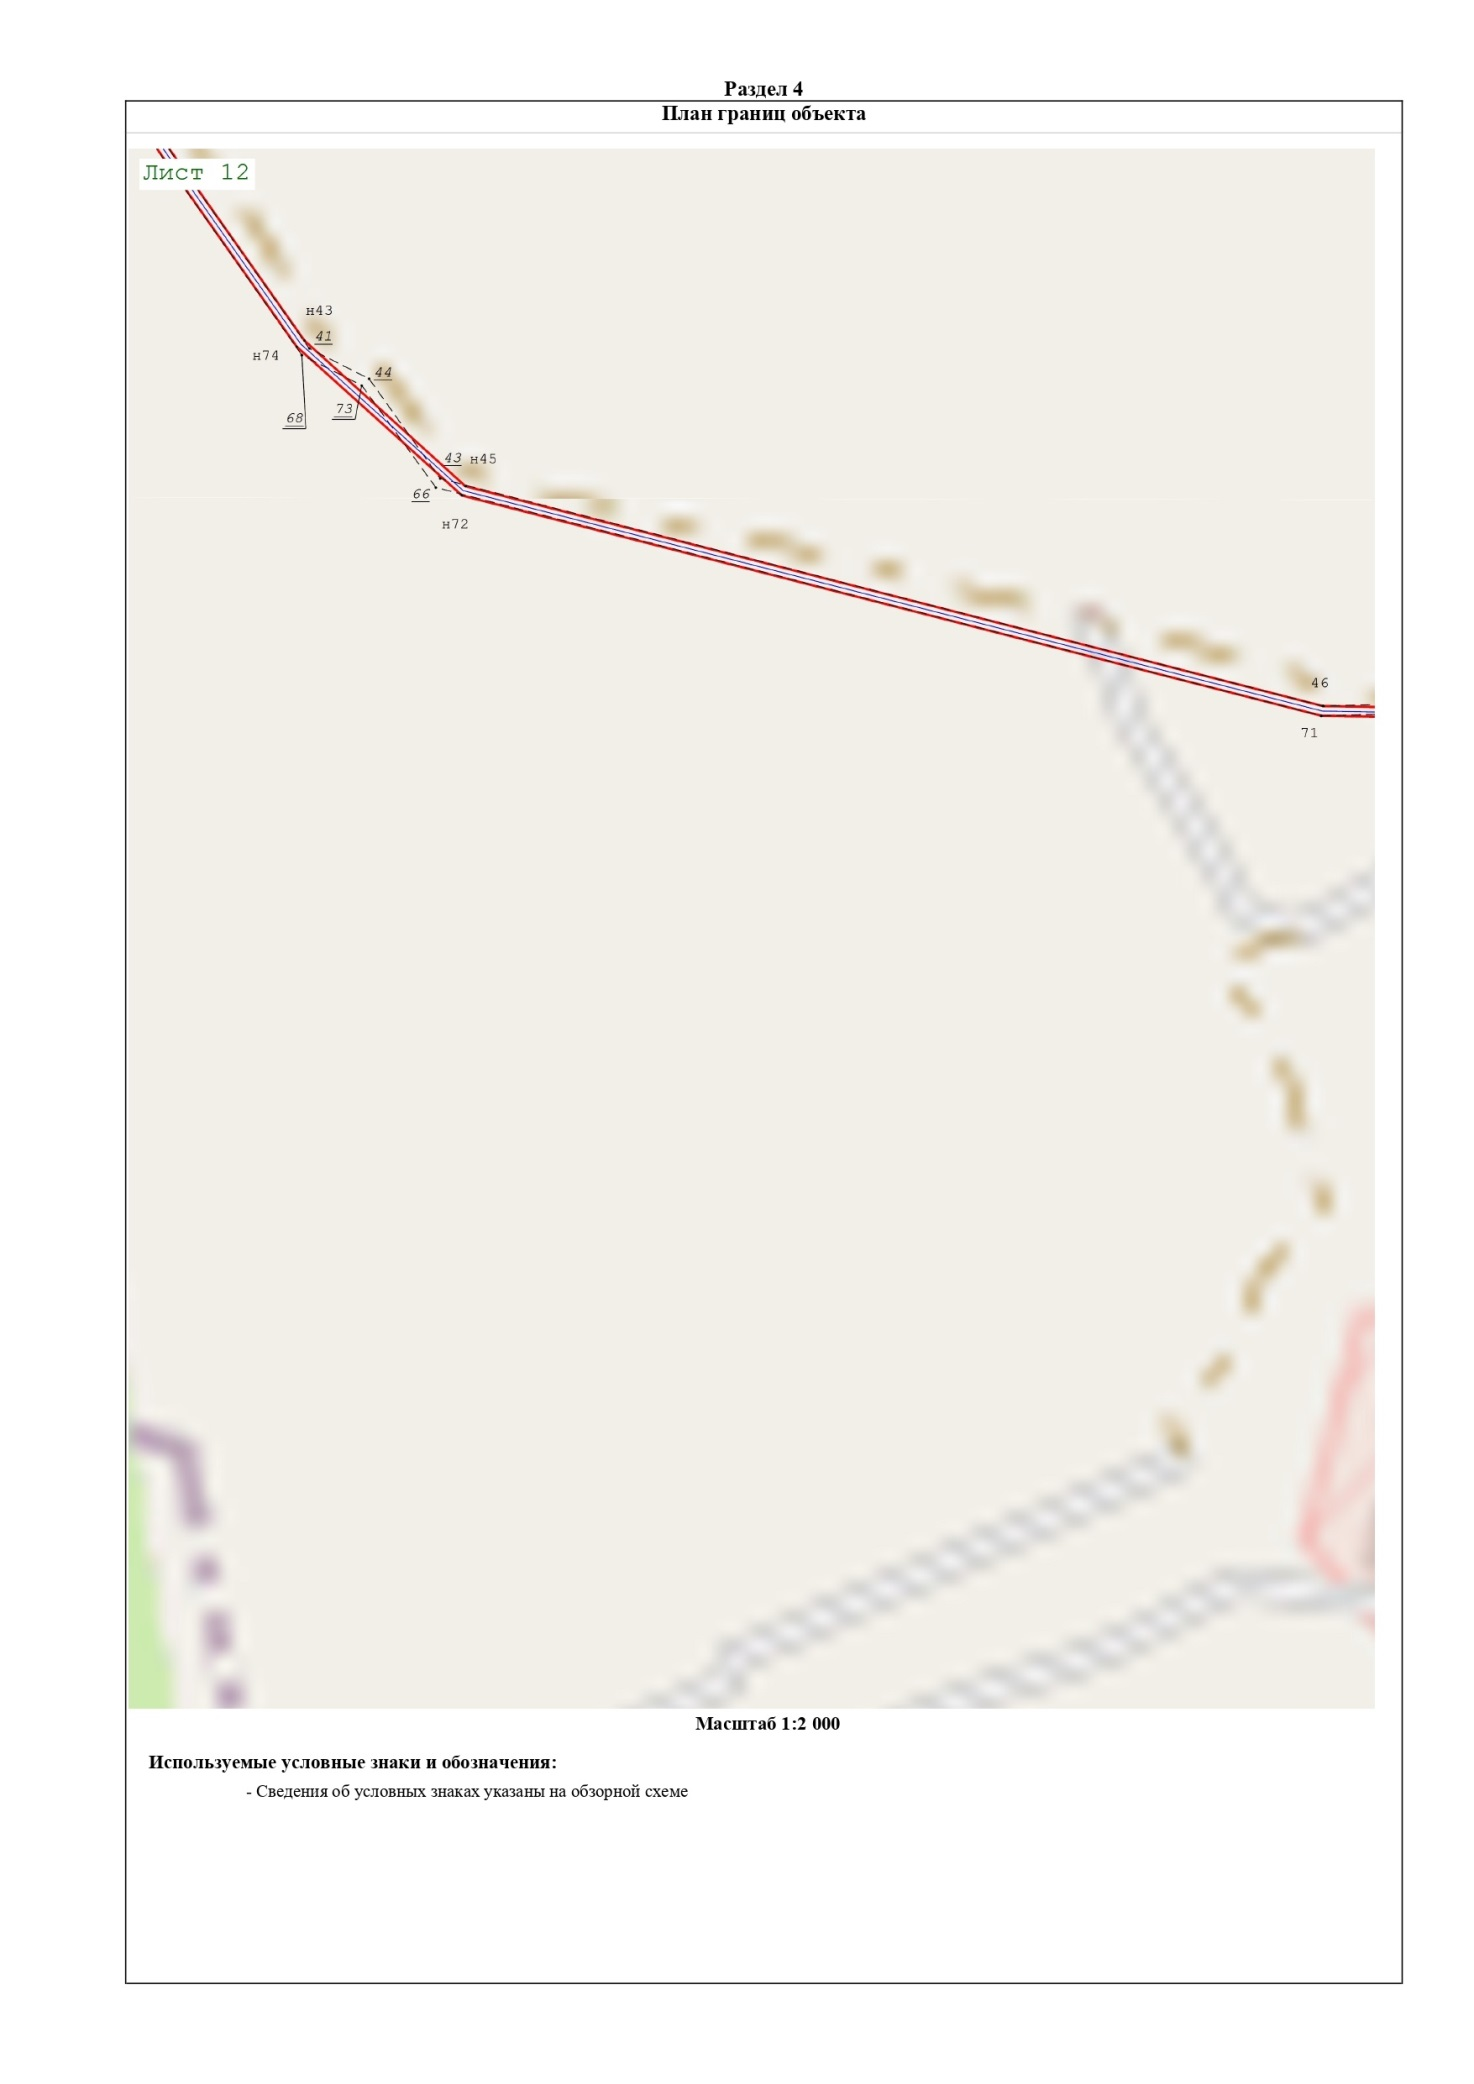 Раздел 4
План границ объекта
Лист 12
н43
41
н74
44
73
68
43 н45
66
н72
46
71
Масштаб 1:2 000
Используемые условные знаки и обозначения:
- Сведения об условных знаках указаны на обзорной схеме